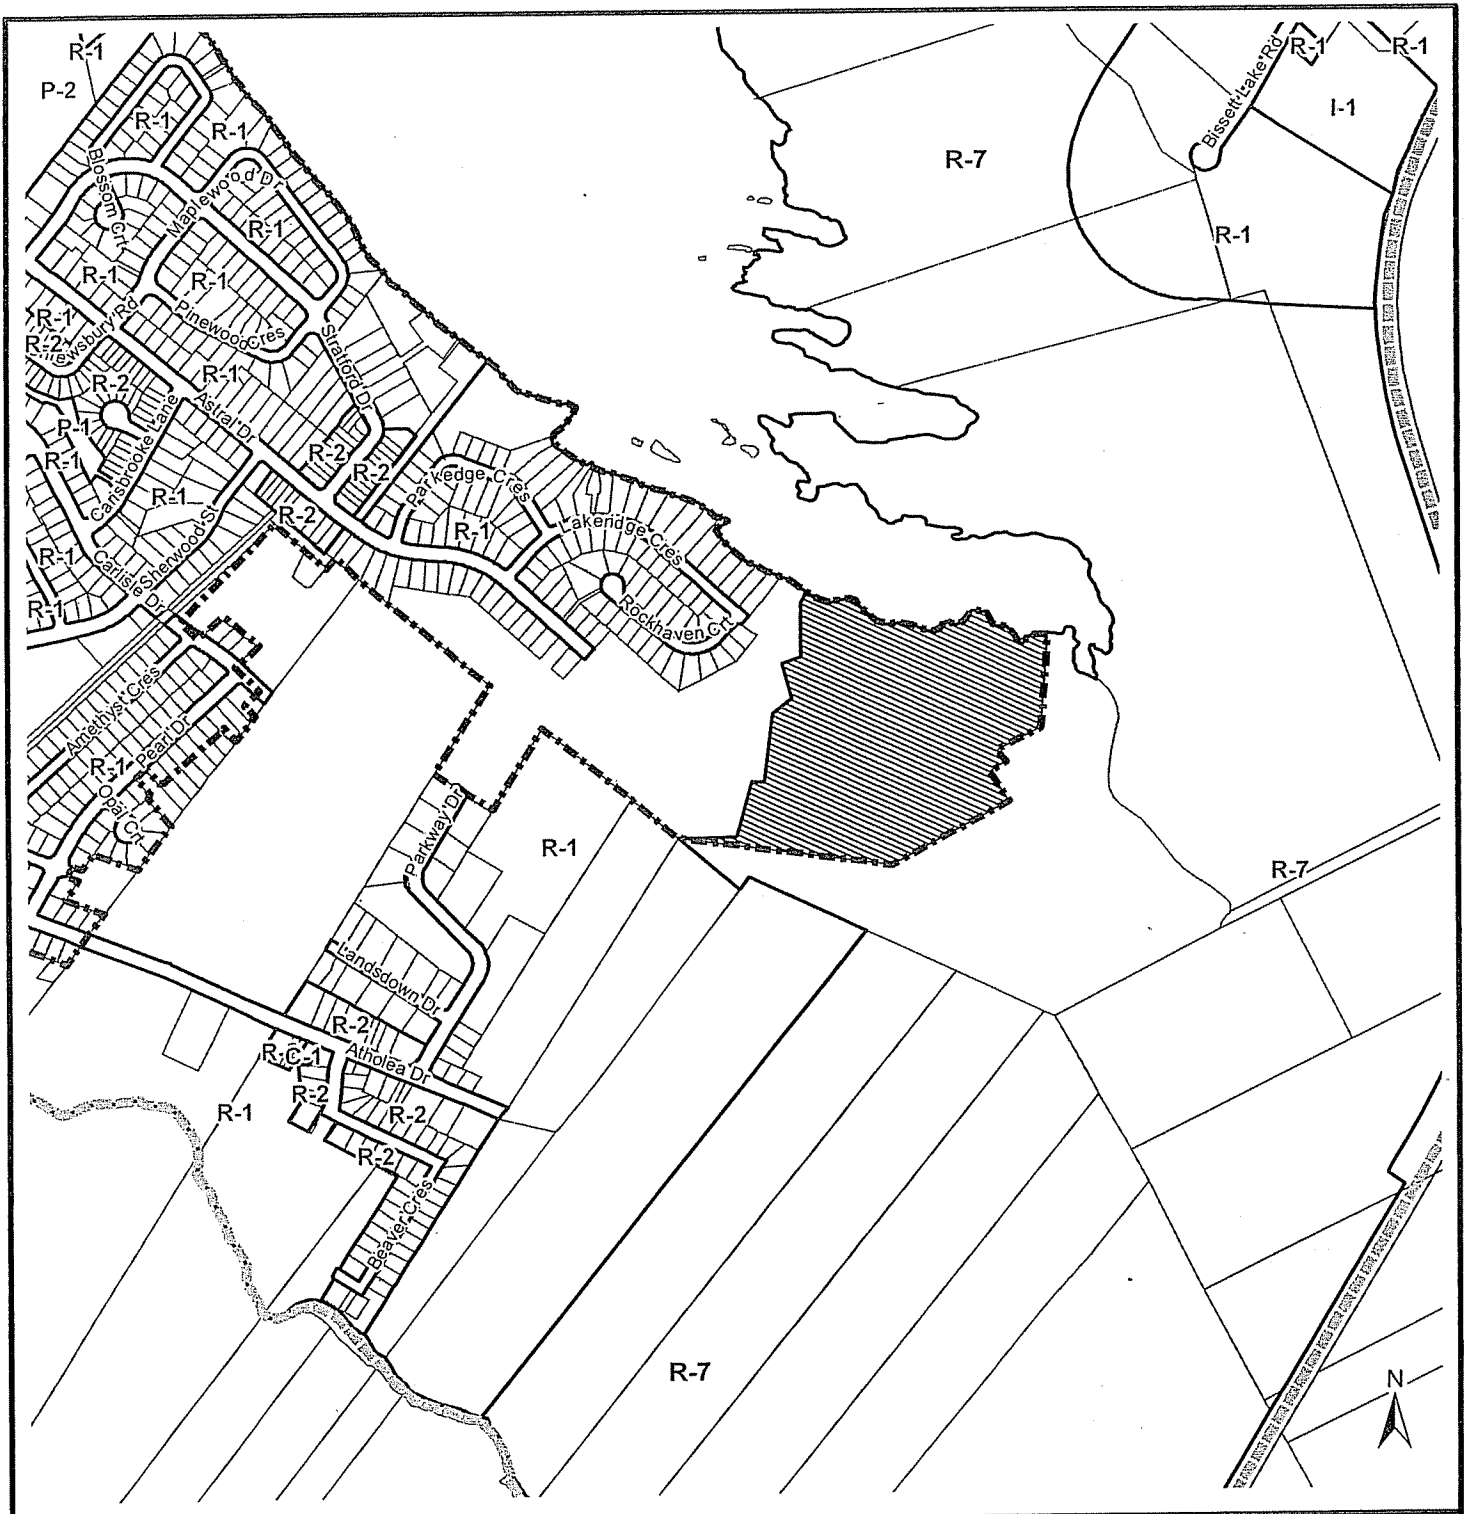 R-1
R-1
R-1
P-2
I-1
R-1
R-1
Bissett Lake Rd
R-7
Blossom Crt
Maplewood Dr
R-1
R-1
R-1
R-1
R-1
Pinewood Cres
R-1
R-2
Stratford Dr
R-1
R-2
Astral Dr
P-1
Carisbrooke Lane
R-2
R-1
R-2
Parkedge Cres
R-1
R-2
R-1
Lakeridge Cres
Sherwood St
R-1
Carlisle Dr
Rockhaven Crt
R-1
Amethyst Cres
Pearl Dr
R-1
Opal Crt
Parkway Dr
R-1
R-7
Landsdown Dr
R-2
C-1
Atholea Dr
R-2
R-1
R-2
R-2
Beaver Cres
R-7
N